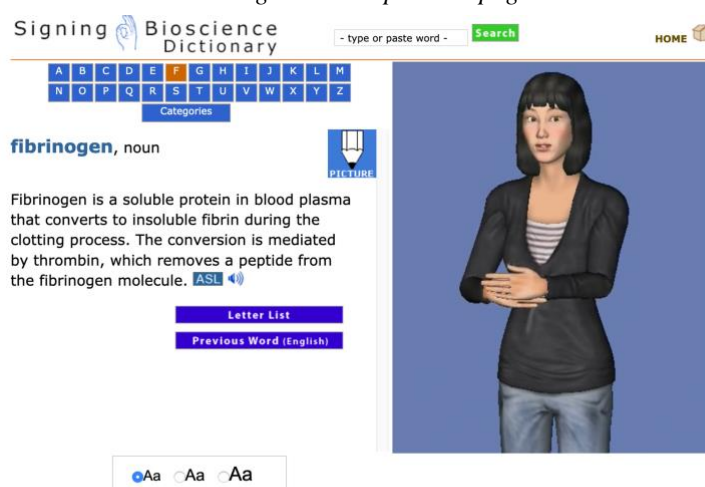 Signing Bioscience
Dictionary
- type or paste word -
Search
HOME
A B C D E F G H I J K L M
N O P Q R S T U V W X Y Z
Categories
fibrinogen, noun
PICTURE
Fibrinogen is a soluble protein in blood plasma
that converts to insoluble fibrin during the
clotting process. The conversion is mediated
by thrombin, which removes a peptide from
the fibrinogen molecule. ASL
Letter List
Previous Word (English)
Aa Aa Aa